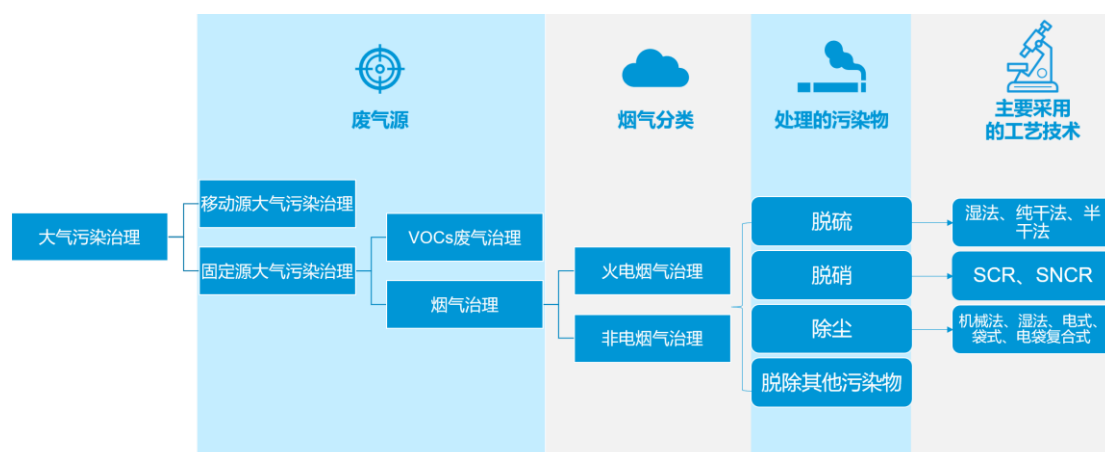 废气源
烟气分类
处理的污染物
主要采用
的工艺技术
大气污染治理
移动源大气污染治理
固定源大气污染治理
VOCs废气治理
烟气治理
火电烟气治理
非电烟气治理
脱硫
脱硝
除尘
脱除其他污染物
湿法、纯干法、半
干法
SCR、SNCR
机械法、湿法、电式、
袋式、电袋复合式